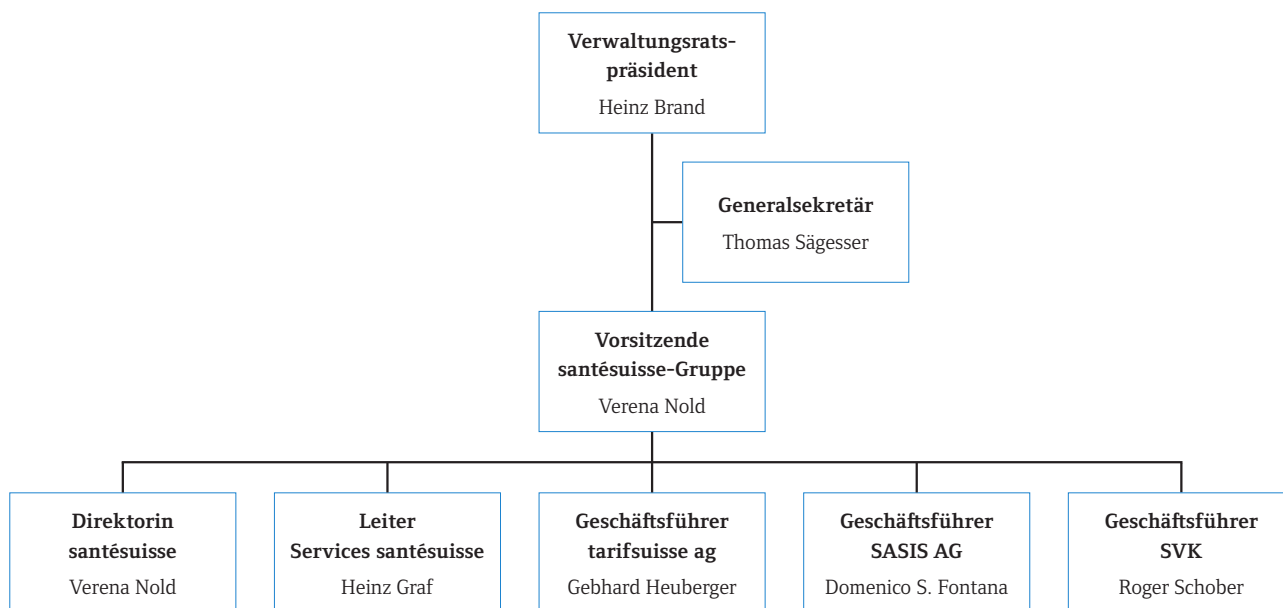 Verwaltungsrats-
präsident
Heinz Brand
Generalsekretär
Thomas Sägesser
Vorsitzende
santésuisse-Gruppe
Verena Nold
Direktorin
santésuisse
Verena Nold
Leiter
Services santésuisse
Heinz Graf
Geschäftsführer
tarifsuisse ag
Gebhard Heuberger
Geschäftsführer
SASIS AG
Domenico S. Fontana
Geschäftsführer
SVK
Roger Schober